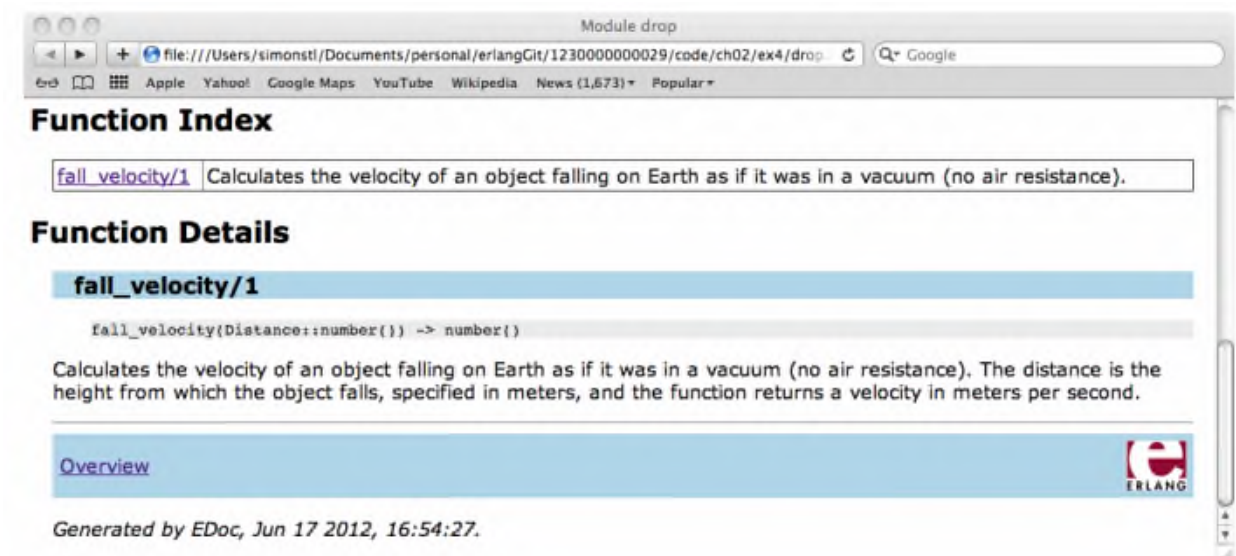 Module drop
file:///Users/simonstl/Documents/personal/erlangGit/1230000000029/code/ch02/ex4/drop
Google
Apple Yahoo! Google Maps YouTube Wikipedia News (1,673) Popular
Function Index
fall_velocity/1 Calculates the velocity of an object falling on Earth as if it was in a vacuum (no air resistance).
Function Details
fall_velocity/1
fall_velocity(Distance::number()) -> number()
Calculates the velocity of an object falling on Earth as if it was in a vacuum (no air resistance). The distance is the
height from which the object falls, specified in meters, and the function returns a velocity in meters per second.
Overview
ERLANG
Generated by EDoc, Jun 17 2012, 16:54:27.